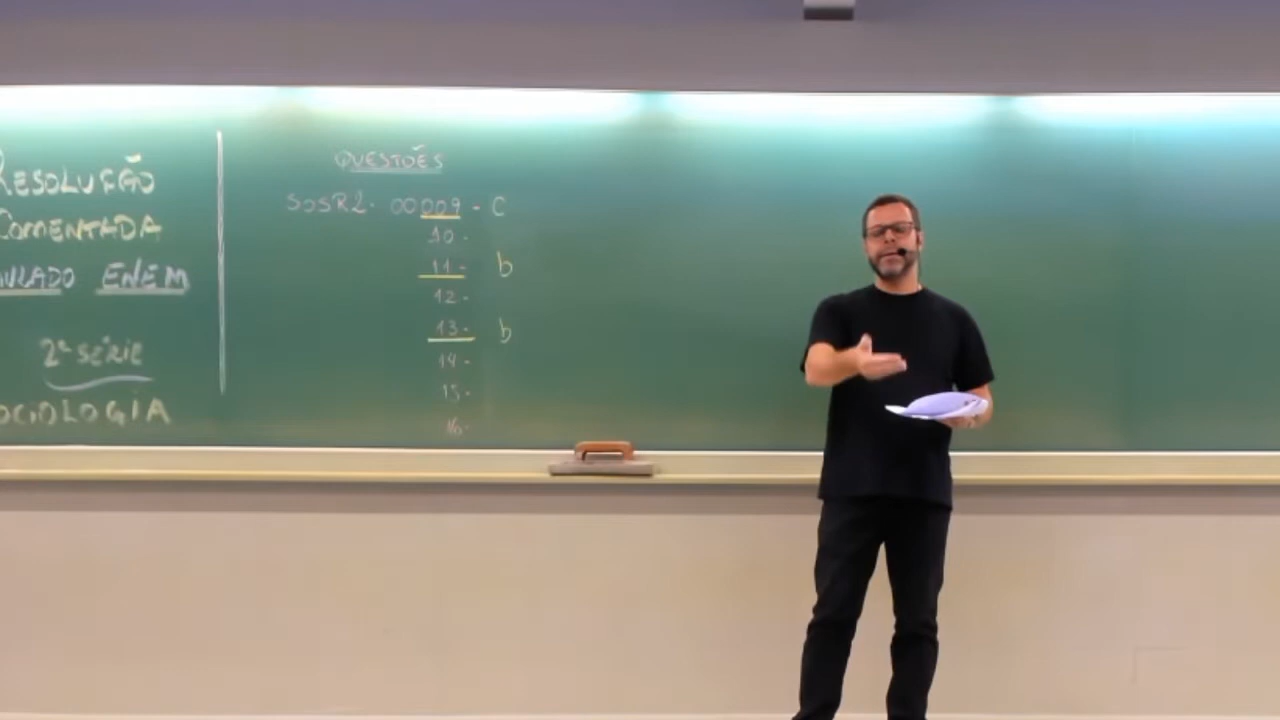 RESOLUÇÃO
COMENTADA
ULADO ENEM
2ª SÉRIE
OCIOLOGIA
QUESTÕES
SOSR2. 00009 - C
10 -
11 - b
12 -
13 - b
14 -
15 -
16 -